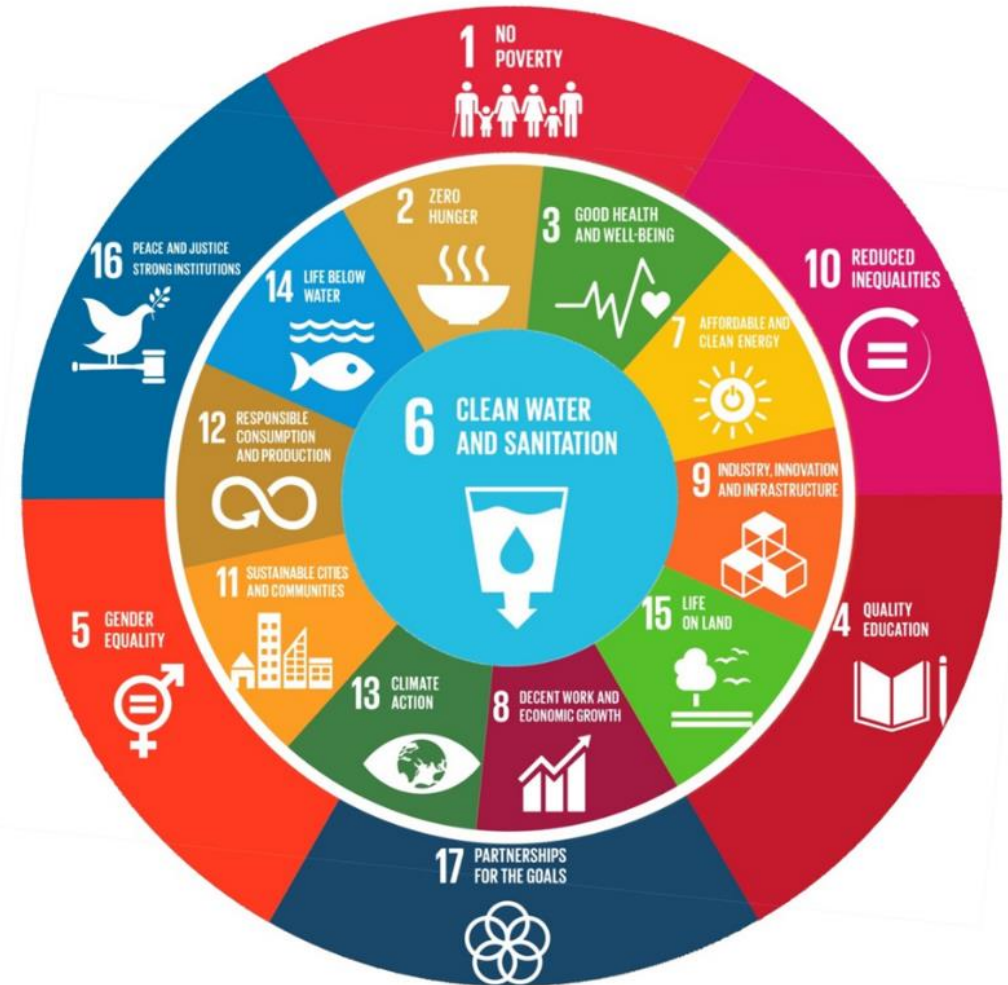 1 NO
POVERTY
10 REDUCED
INEQUALITIES
4 QUALITY
EDUCATION
17 PARTNERSHIPS
FOR THE GOALS
5 GENDER
EQUALITY
16 PEACE AND JUSTICE
STRONG INSTITUTIONS
2 ZERO
HUNGER
3 GOOD HEALTH
AND WELL-BEING
7 AFFORDABLE AND
CLEAN ENERGY
9 INDUSTRY, INNOVATION
AND INFRASTRUCTURE
15 LIFE
ON LAND
8 DECENT WORK AND
ECONOMIC GROWTH
13 CLIMATE
ACTION
11 SUSTAINABLE CITIES
AND COMMUNITIES
12 RESPONSIBLE
CONSUMPTION
AND PRODUCTION
14 LIFE BELOW
WATER
6 CLEAN WATER
AND SANITATION